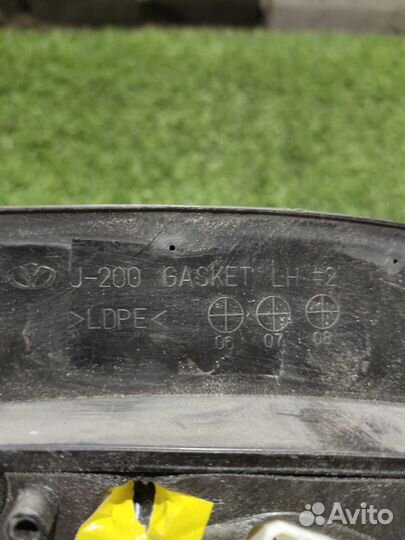 J-200 GASKET LH #2
>LDPE<
06 07 08
Avito